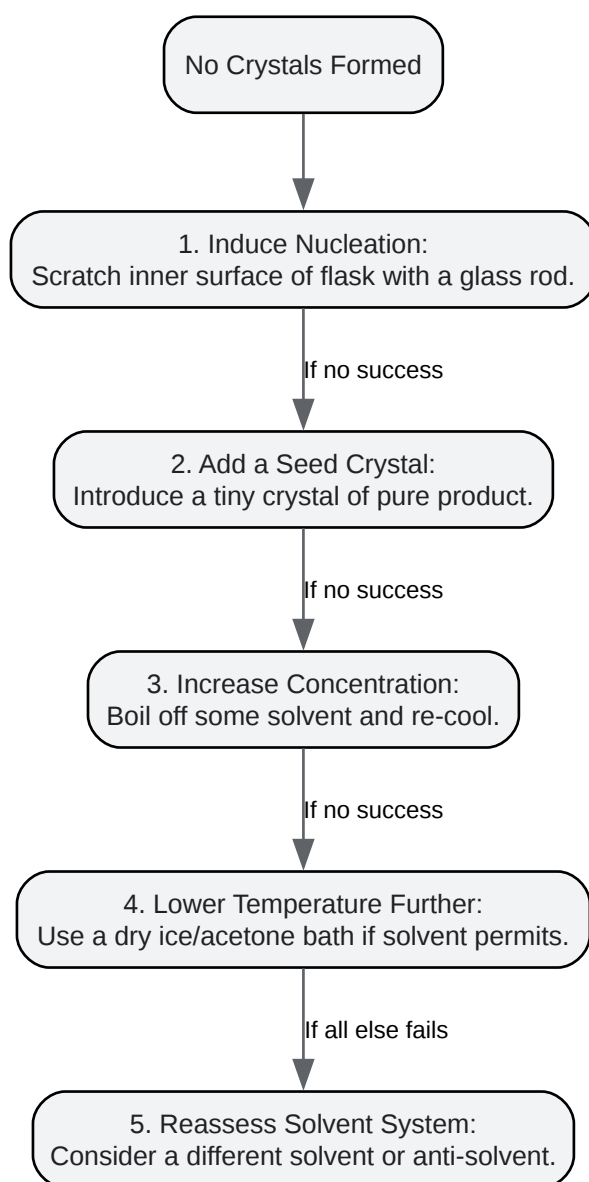 No Crystals Formed
1. Induce Nucleation:
Scratch inner surface of flask with a glass rod.
If no success
2. Add a Seed Crystal:
Introduce a tiny crystal of pure product.
If no success
3. Increase Concentration:
Boil off some solvent and re-cool.
If no success
4. Lower Temperature Further:
Use a dry ice/acetone bath if solvent permits.
If all else fails
5. Reassess Solvent System:
Consider a different solvent or anti-solvent.